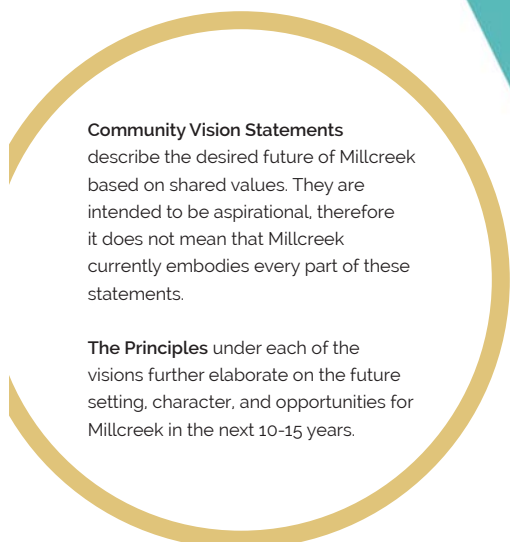 Community Vision Statements
describe the desired future of Millcreek
based on shared values. They are
intended to be aspirational, therefore
it does not mean that Millcreek
currently embodies every part of these
statements.
The Principles under each of the
visions further elaborate on the future
setting, character, and opportunities for
Millcreek in the next 10-15 years.